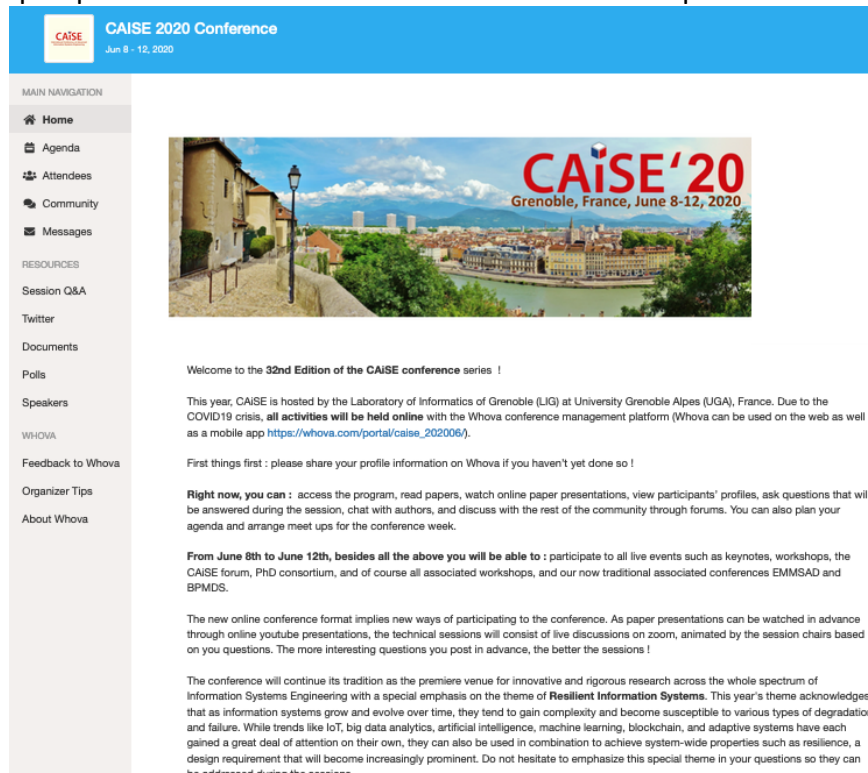 CAiSE
CAISE 2020 Conference
Jun 8 - 12, 2020
MAIN NAVIGATION
Home
Agenda
Attendees
Community
Messages
RESOURCES
Session Q&A
Twitter
Documents
Polls
Speakers
WHOVA
Feedback to Whova
Organizer Tips
About Whova
CAiSE'20
Grenoble, France, June 8-12, 2020
Welcome to the 32nd Edition of the CAiSE conference series !
This year, CAiSE is hosted by the Laboratory of Informatics of Grenoble (LIG) at University Grenoble Alpes (UGA), France. Due to the
COVID19 crisis, all activities will be held online with the Whova conference management platform (Whova can be used on the web as well
as a mobile app https://whova.com/portal/caise_202006/).
First things first : please share your profile information on Whova if you haven't yet done so !
Right now, you can : access the program, read papers, watch online paper presentations, view participants' profiles, ask questions that wil
be answered during the session, chat with authors, and discuss with the rest of the community through forums. You can also plan your
agenda and arrange meet ups for the conference week.
From June 8th to June 12th, besides all the above you will be able to : participate to all live events such as keynotes, workshops, the
CAiSE forum, PhD consortium, and of course all associated workshops, and our now traditional associated conferences EMMSAD and
BPMDS.
The new online conference format implies new ways of participating to the conference. As paper presentations can be watched in advance
through online youtube presentations, the technical sessions will consist of live discussions on zoom, animated by the session chairs based
on you questions. The more interesting questions you post in advance, the better the sessions !
The conference will continue its tradition as the premiere venue for innovative and rigorous research across the whole spectrum of
Information Systems Engineering with a special emphasis on the theme of Resilient Information Systems. This year's theme acknowledges
that as information systems grow and evolve over time, they tend to gain complexity and become susceptible to various types of degradatio
and failure. While trends like IoT, big data analytics, artificial intelligence, machine learning, blockchain, and adaptive systems have each
gained a great deal of attention on their own, they can also be used in combination to achieve system-wide properties such as resilience, a
design requirement that will become increasingly prominent. Do not hesitate to emphasize this special theme in your questions so they can
be addressed during the sessions